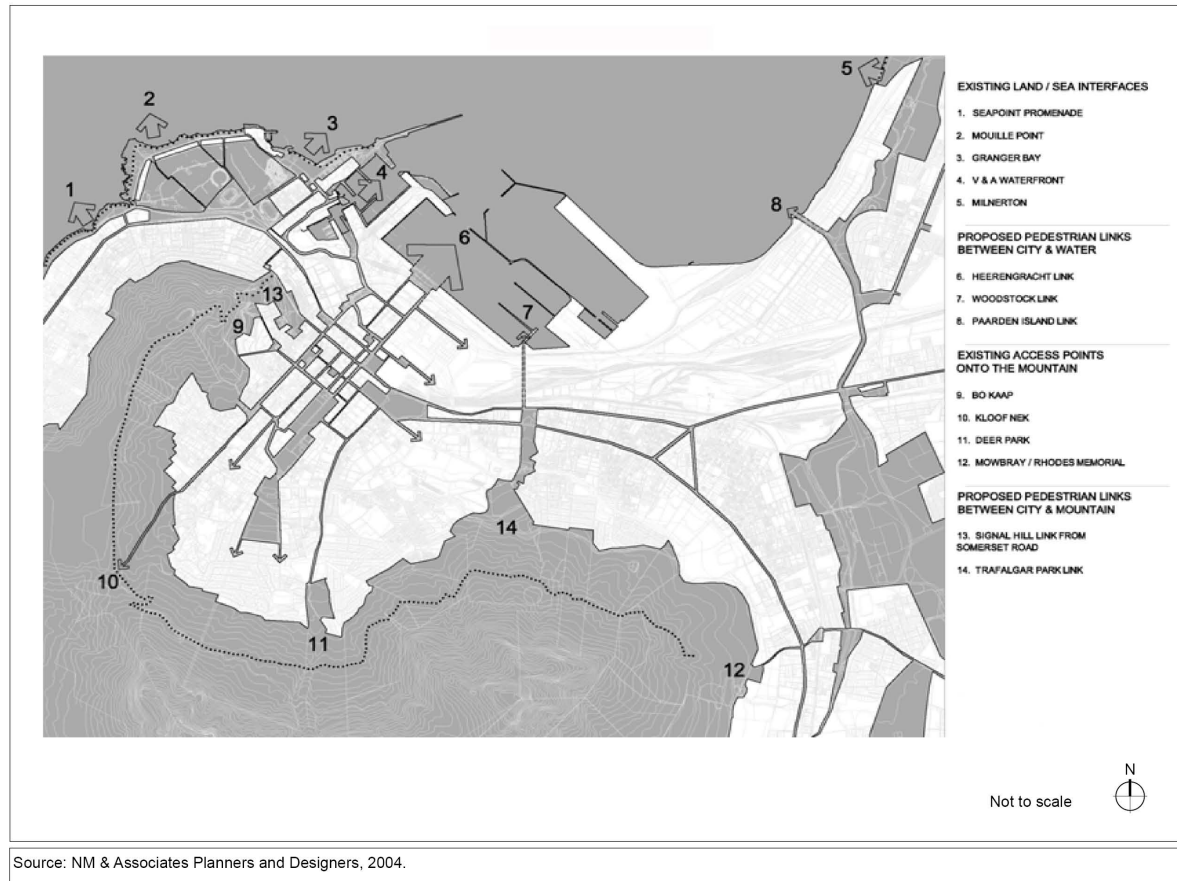 1
2
3
4
5
6
7
8
9
10
11
12
13
14
EXISTING LAND / SEA INTERFACES
1. SEAPOINT PROMENADE
2. MOUILLE POINT
3. GRANGER BAY
4. V & A WATERFRONT
5. MILNERTON
PROPOSED PEDESTRIAN LINKS
BETWEEN CITY & WATER
6. HEERENGRACHT LINK
7. WOODSTOCK LINK
8. PAARDEN ISLAND LINK
EXISTING ACCESS POINTS
ONTO THE MOUNTAIN
9. BO KAAP
10. KLOOF NEK
11. DEER PARK
12. MOWBRAY / RHODES MEMORIAL
PROPOSED PEDESTRIAN LINKS
BETWEEN CITY & MOUNTAIN
13. SIGNAL HILL LINK FROM
SOMERSET ROAD
14. TRAFALGAR PARK LINK
N
Not to scale
Source: NM & Associates Planners and Designers, 2004.